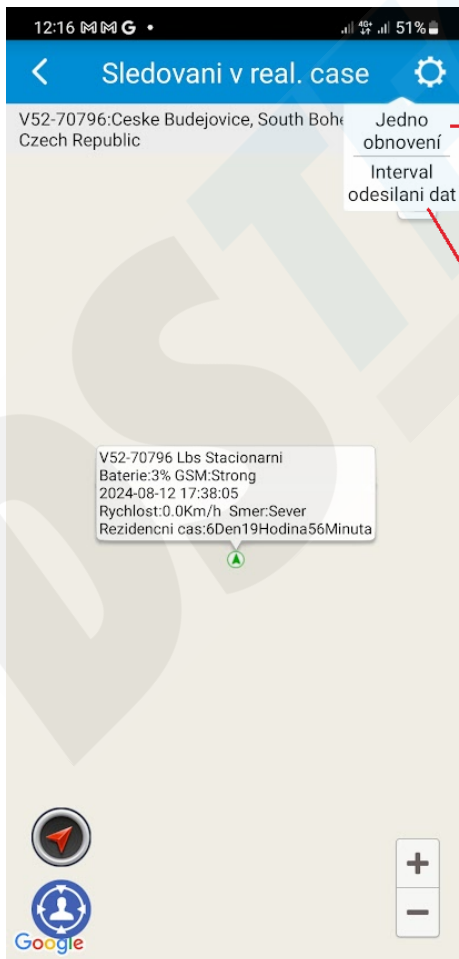 12:16 G • 4G+ 51%
Sledovani v real. case
V52-70796:Ceske Budejovice, South Bohe
Czech Republic
Jedno
obnovení
Interval
odesilani dat
V52-70796 Lbs Stacionarni
Baterie:3% GSM:Strong
2024-08-12 17:38:05
Rychlost:0.0Km/h Smer:Sever
Rezidencni cas:6Den19Hodina56Minuta
+
−
Google